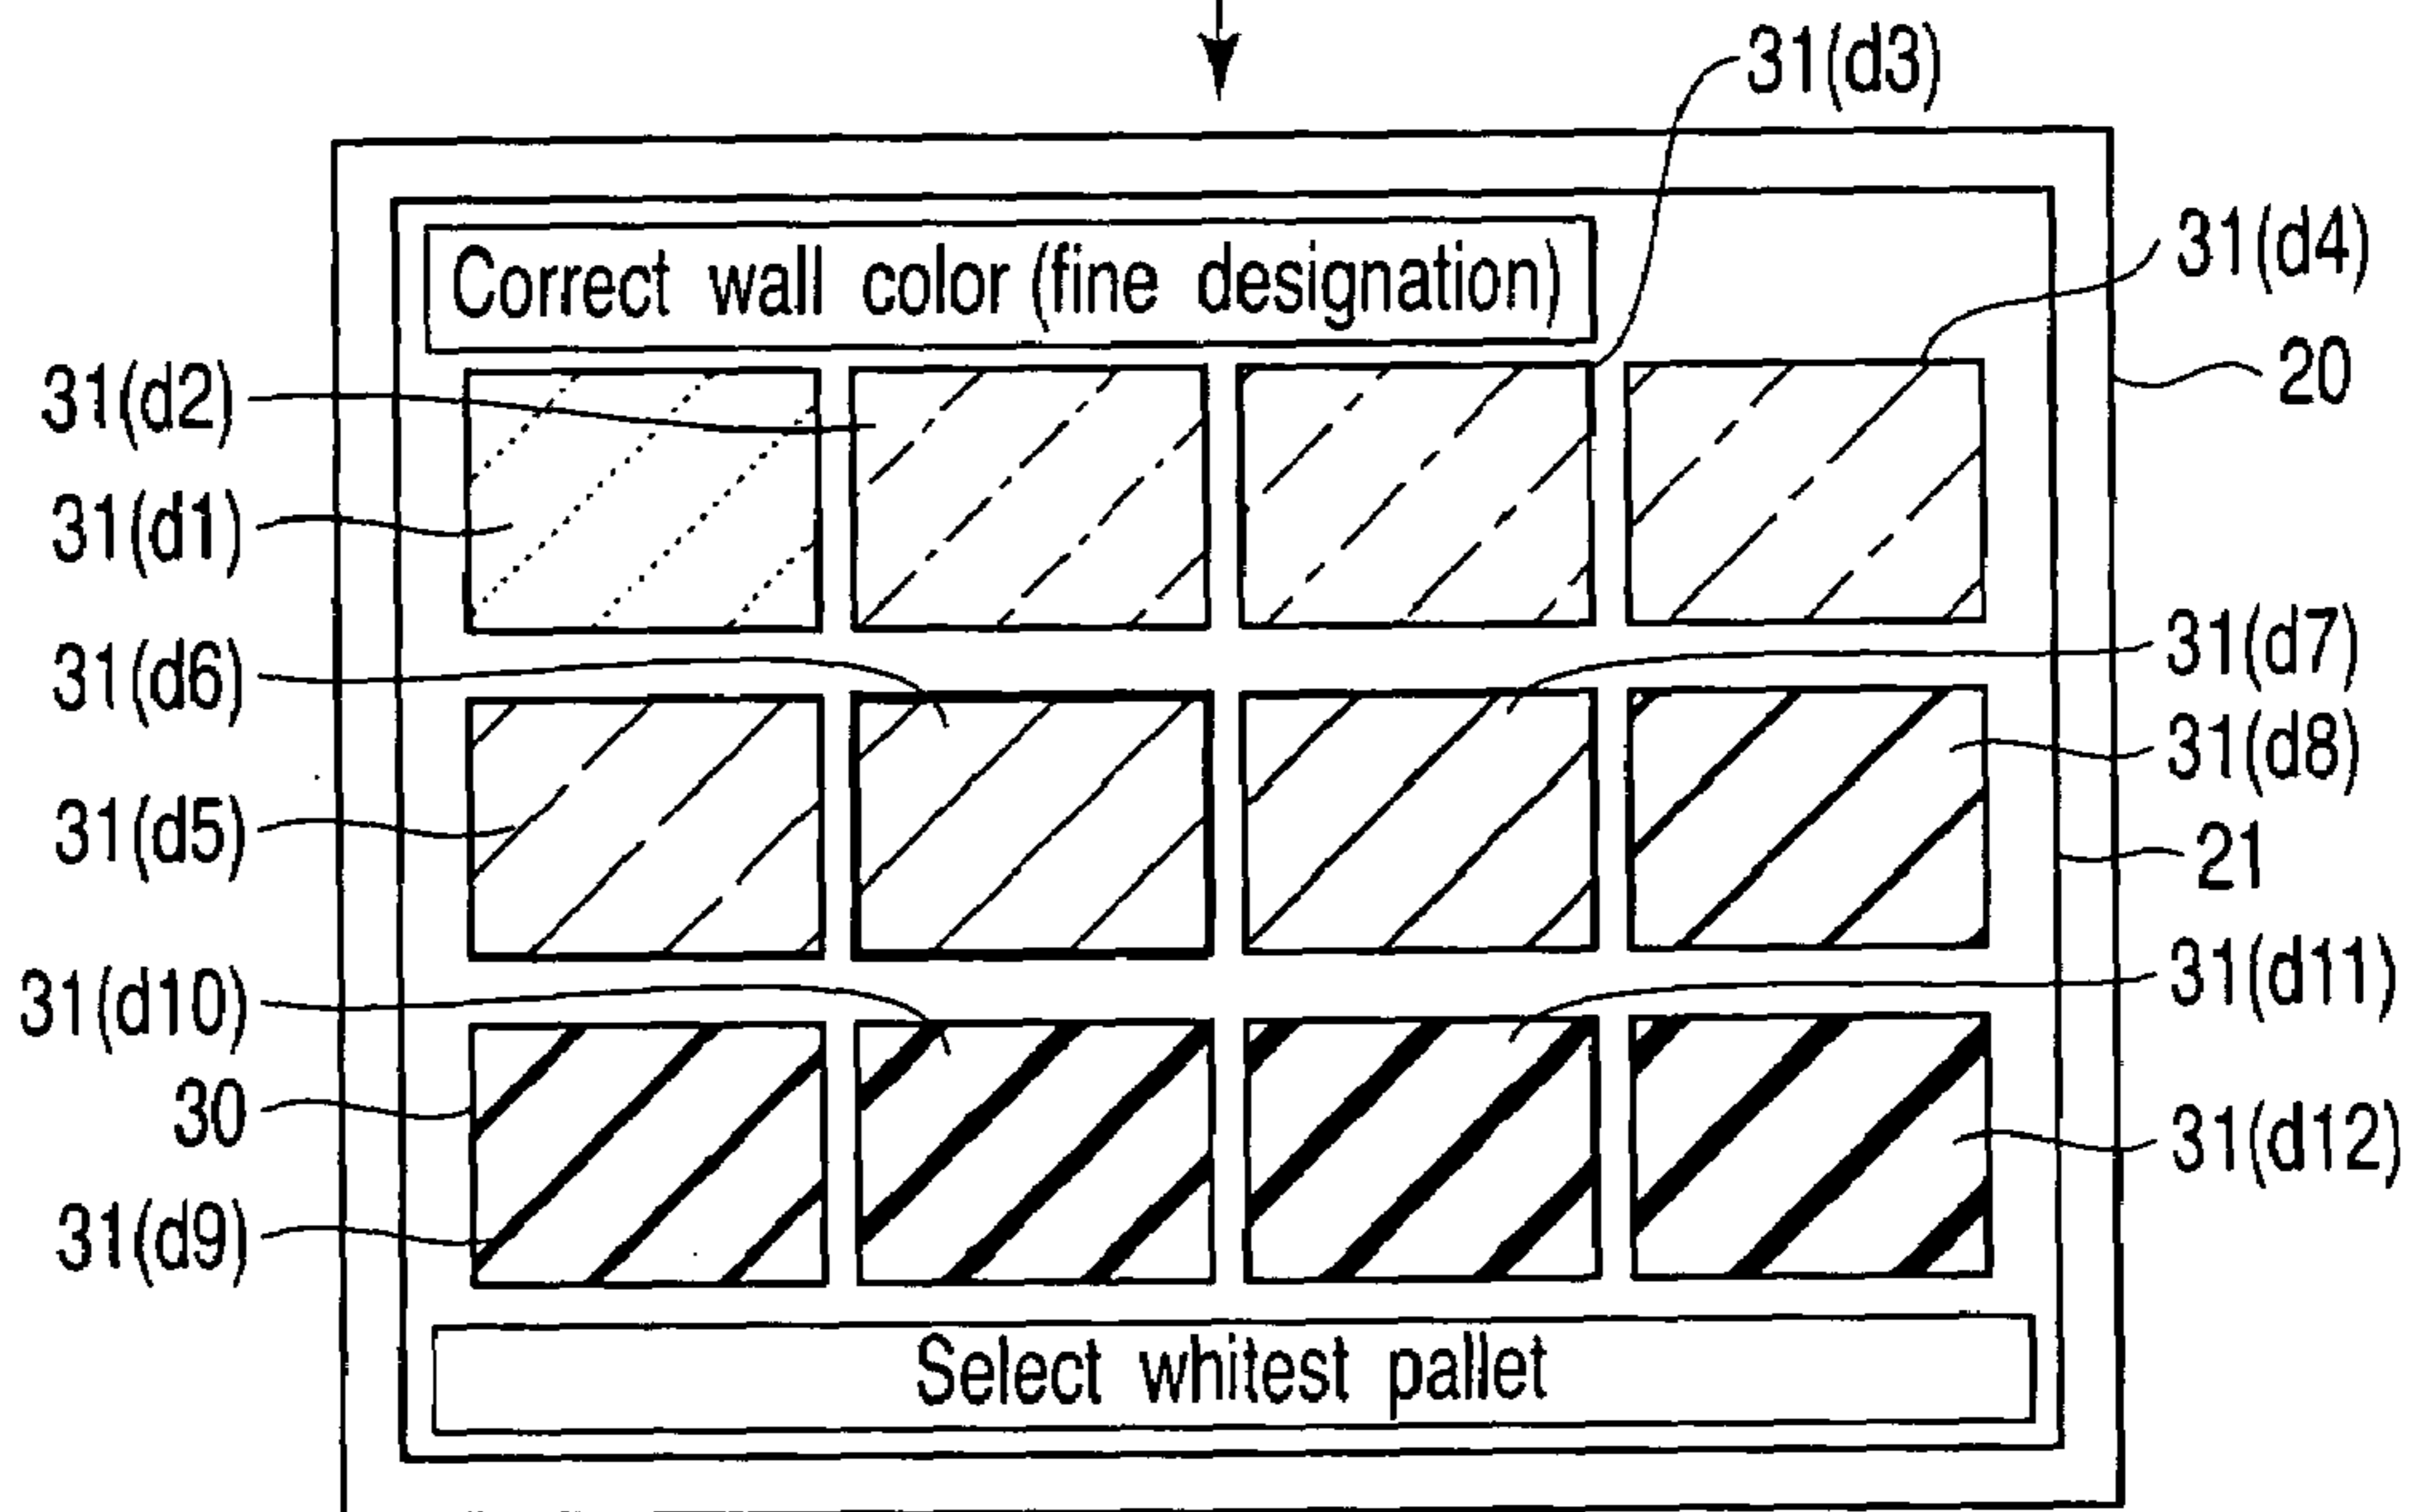 31(d3)
31(d4)
Correct wall color (fine designation)
20
31(d2)
31(d1)
31(d6)
31(d7)
31(d8)
31(d5)
21
31(d10)
31(d11)
30
31(d12)
31(d9)
Select whitest pallet